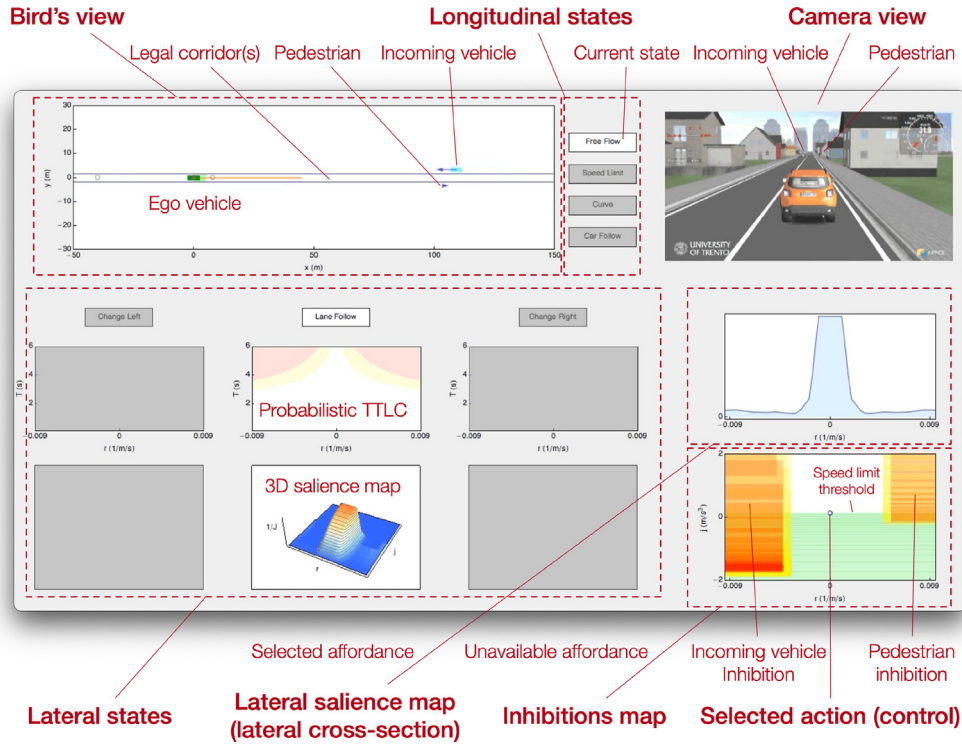 Bird's view
Longitudinal states
Camera view
Legal corridor(s)
Pedestrian
Incoming vehicle
Current state
Incoming vehicle
Pedestrian
30
20
10
0
−10
−20
−30
y (m)
−50
0
50
100
150
x (m)
Ego vehicle
Free Flow
Speed Limit
Curve
Car Follow
UNIVERSITY
OF TRENTO
Change Left
Lane Follow
Change Right
6
4
2
T (s)
−0.009
0
0.009
r (1/m/s)
6
4
2
T (s)
Probabilistic TTLC
−0.009
0
0.009
r (1/m/s)
6
4
2
T (s)
−0.009
0
0.009
r (1/m/s)
0
−0.009
0
0.009
r (1/m/s)
3D salience map
1/J
r
j
2
0
−2
j (m/s³)
Speed limit
threshold
−0.009
0
0.009
r (1/m/s)
Selected affordance
Unavailable affordance
Incoming vehicle
Inhibition
Pedestrian
inhibition
Lateral states
Lateral salience map
(lateral cross-section)
Inhibitions map
Selected action (control)